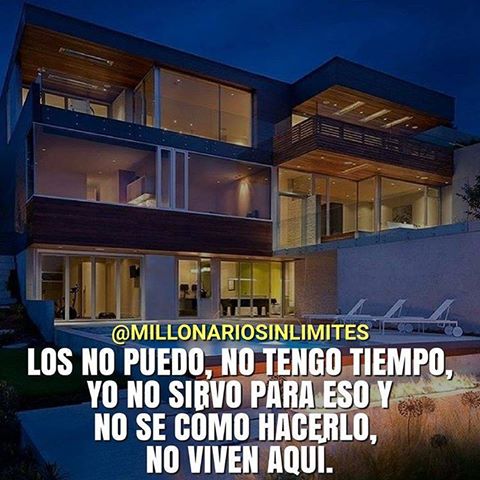 @MILLONARIOSINLIMITES
LOS NO PUEDO, NO TENGO TIEMPO,
YO NO SIRVO PARA ESO Y
NO SE CÓMO HACERLO,
NO VIVEN AQUÍ.